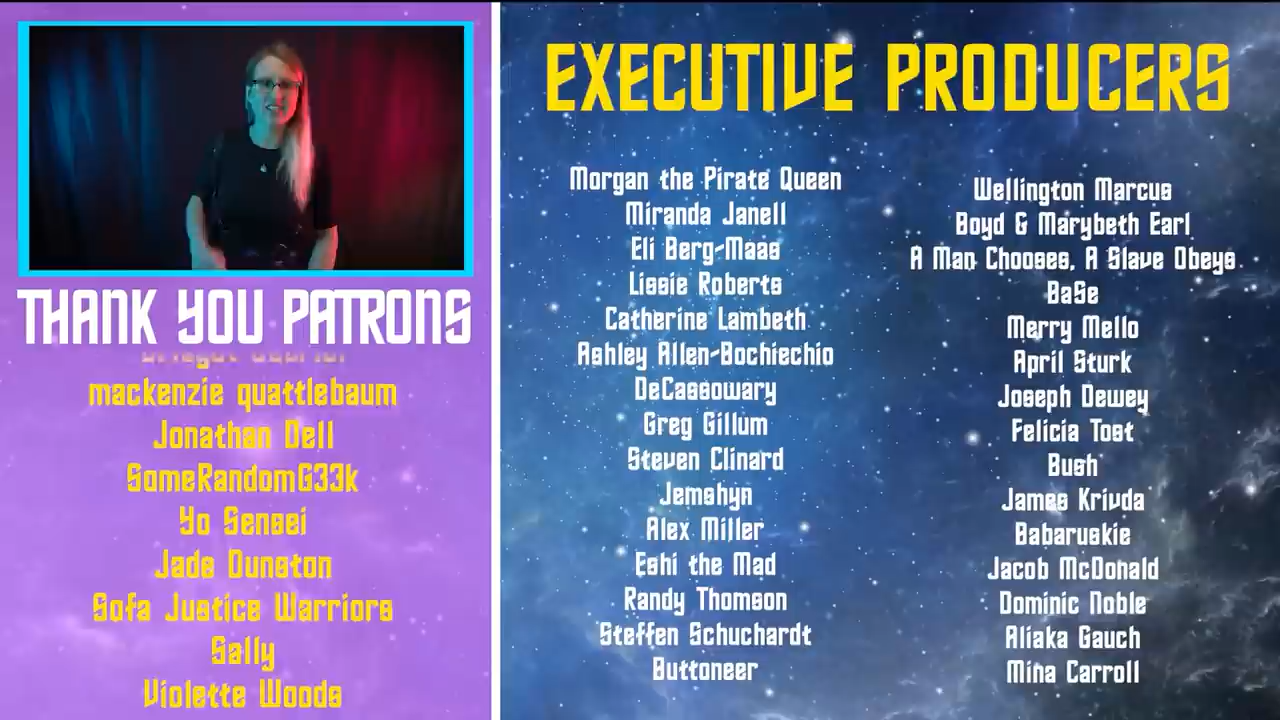 THANK YOU PATRONS
mackenzie quattlebaum
Jonathan Dell
SomeRandomG33k
Yo Sensei
Jade Dunston
Sofa Justice Warriors
Sally
Violette Woods
EXECUTIVE PRODUCERS
Morgan the Pirate Queen
Miranda Janell
Eli Berg-Maas
Lissie Roberts
Catherine Lambeth
Ashley Allen-Bochiechio
DeCassowary
Greg Gillum
Steven Clinard
Jemshyn
Alex Miller
Eshi the Mad
Randy Thomson
Steffen Schuchardt
Buttoneer
Wellington Marcus
Boyd & Marybeth Earl
A Man Chooses, A Slave Obeys
BaSe
Merry Mello
April Sturk
Joseph Dewey
Felicia Tost
Bush
James Krivda
Babaruskie
Jacob McDonald
Dominic Noble
Aliaka Gauch
Mina Carroll